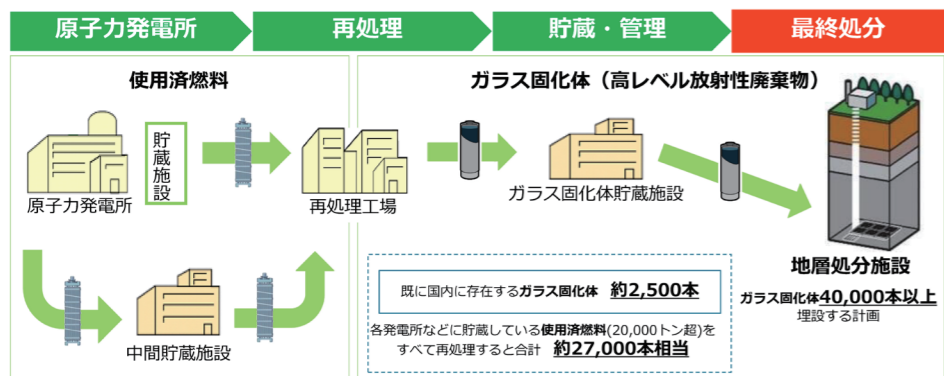 原子力発電所
再処理
貯蔵・管理
最終処分
使用済燃料
ガラス固化体（高レベル放射性廃棄物）
貯蔵施設
原子力発電所
再処理工場
ガラス固化体貯蔵施設
中間貯蔵施設
地層処分施設
ガラス固化体40,000本以上
埋設する計画
既に国内に存在するガラス固化体 約2,500本
各発電所などに貯蔵している使用済燃料(20,000トン超)を
すべて再処理すると合計 約27,000本相当